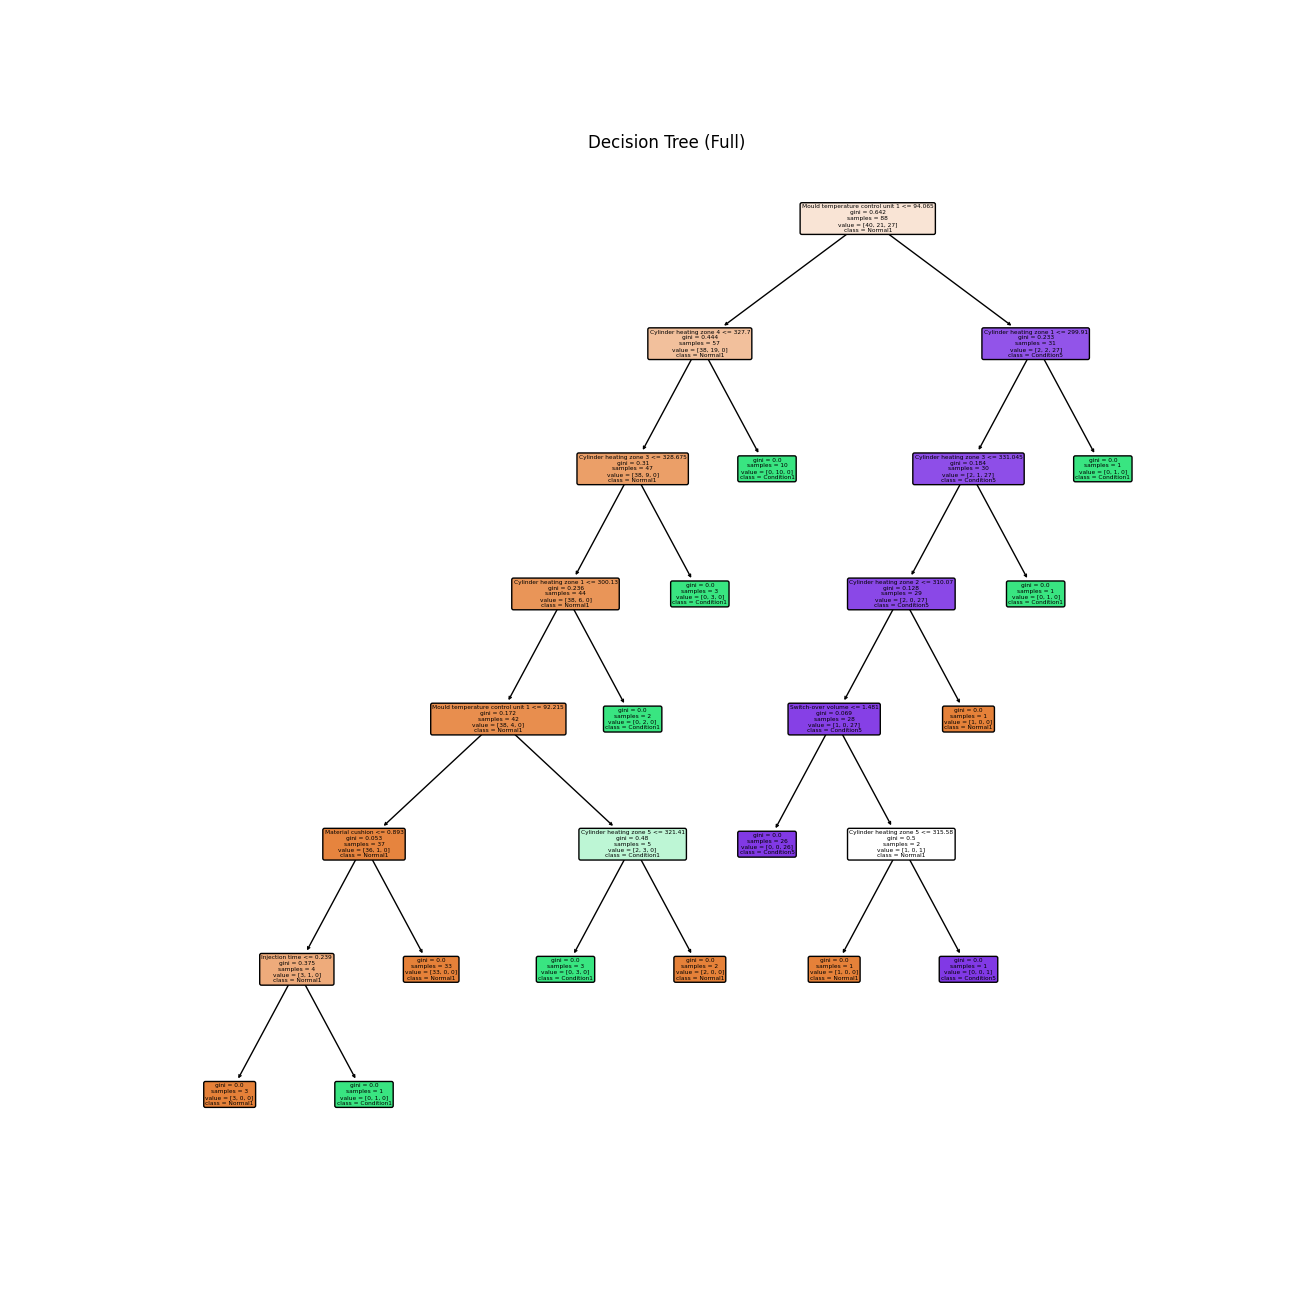 Decision Tree (Full)
Mould temperature control unit 1 <= 94.065
gini = 0.642
samples = 88
value = [40, 21, 27]
class = Normal1
Cylinder heating zone 4 <= 327.7
gini = 0.444
samples = 57
value = [38, 19, 0]
class = Normal1
Cylinder heating zone 1 <= 299.91
gini = 0.233
samples = 31
value = [2, 2, 27]
class = Condition5
Cylinder heating zone 3 <= 328.675
gini = 0.31
samples = 47
value = [38, 9, 0]
class = Normal1
gini = 0.0
samples = 10
value = [0, 10, 0]
class = Condition1
Cylinder heating zone 3 <= 331.045
gini = 0.184
samples = 30
value = [2, 1, 27]
class = Condition5
gini = 0.0
samples = 1
value = [0, 1, 0]
class = Condition1
Cylinder heating zone 1 <= 300.13
gini = 0.236
samples = 44
value = [38, 6, 0]
class = Normal1
gini = 0.0
samples = 3
value = [0, 3, 0]
class = Condition1
Cylinder heating zone 2 <= 310.07
gini = 0.128
samples = 29
value = [2, 0, 27]
class = Condition5
gini = 0.0
samples = 1
value = [0, 1, 0]
class = Condition1
Mould temperature control unit 1 <= 92.215
gini = 0.172
samples = 42
value = [38, 4, 0]
class = Normal1
gini = 0.0
samples = 2
value = [0, 2, 0]
class = Condition1
Switch-over volume <= 1.481
gini = 0.069
samples = 28
value = [1, 0, 27]
class = Condition5
gini = 0.0
samples = 1
value = [1, 0, 0]
class = Normal1
Material cushion <= 0.893
gini = 0.053
samples = 37
value = [36, 1, 0]
class = Normal1
Cylinder heating zone 5 <= 321.41
gini = 0.48
samples = 5
value = [2, 3, 0]
class = Condition1
gini = 0.0
samples = 26
value = [0, 0, 26]
class = Condition5
Cylinder heating zone 5 <= 315.58
gini = 0.5
samples = 2
value = [1, 0, 1]
class = Normal1
Injection time <= 0.239
gini = 0.375
samples = 4
value = [3, 1, 0]
class = Normal1
gini = 0.0
samples = 33
value = [33, 0, 0]
class = Normal1
gini = 0.0
samples = 3
value = [0, 3, 0]
class = Condition1
gini = 0.0
samples = 2
value = [2, 0, 0]
class = Normal1
gini = 0.0
samples = 1
value = [1, 0, 0]
class = Normal1
gini = 0.0
samples = 1
value = [0, 0, 1]
class = Condition5
gini = 0.0
samples = 3
value = [3, 0, 0]
class = Normal1
gini = 0.0
samples = 1
value = [0, 1, 0]
class = Condition1